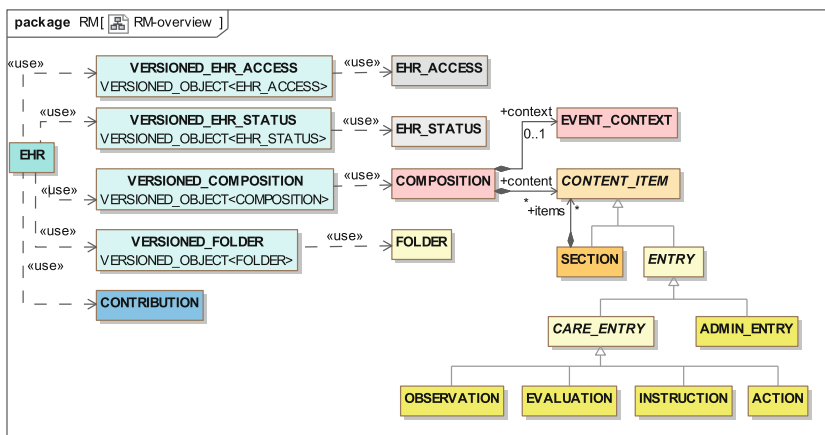 package RM[ RM-overview ]
«use»
VERSIONED_EHR_ACCESS
VERSIONED_OBJECT<EHR_ACCESS>
«use»
EHR_ACCESS
«use»
VERSIONED_EHR_STATUS
VERSIONED_OBJECT<EHR_STATUS>
«use»
EHR_STATUS
+context
0..1
EVENT_CONTEXT
EHR
«use»
VERSIONED_COMPOSITION
VERSIONED_OBJECT<COMPOSITION>
«use»
COMPOSITION
+content
*
CONTENT_ITEM
+items
*
«use»
VERSIONED_FOLDER
VERSIONED_OBJECT<FOLDER>
«use»
FOLDER
SECTION
ENTRY
«use»
CONTRIBUTION
CARE_ENTRY
ADMIN_ENTRY
OBSERVATION
EVALUATION
INSTRUCTION
ACTION